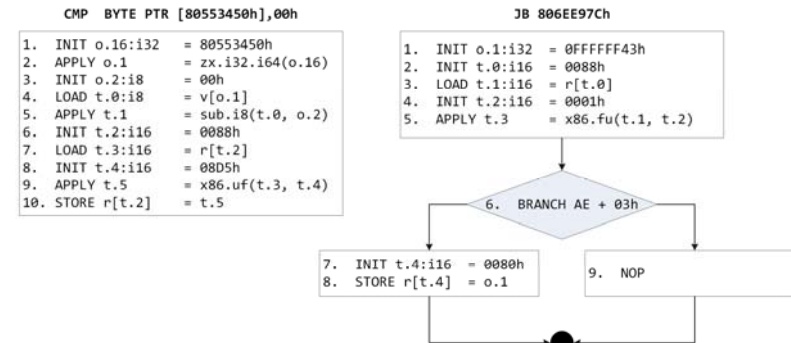 CMP BYTE PTR [80553450h],00h
1. INIT o.16:i32 = 80553450h
2. APPLY o.1 = zx.i32.i64(o.16)
3. INIT o.2:i8 = 00h
4. LOAD t.0:i8 = v[o.1]
5. APPLY t.1 = sub.i8(t.0, o.2)
6. INIT t.2:i16 = 0088h
7. LOAD t.3:i16 = r[t.2]
8. INIT t.4:i16 = 08D5h
9. APPLY t.5 = x86.uf(t.3, t.4)
10. STORE r[t.2] = t.5
JB 806EE97Ch
1. INIT o.1:i32 = 0FFFFFF43h
2. INIT t.0:i16 = 0088h
3. LOAD t.1:i16 = r[t.0]
4. INIT t.2:i16 = 0001h
5. APPLY t.3 = x86.fu(t.1, t.2)
6. BRANCH AE + 03h
7. INIT t.4:i16 = 0080h
8. STORE r[t.4] = o.1
9. NOP